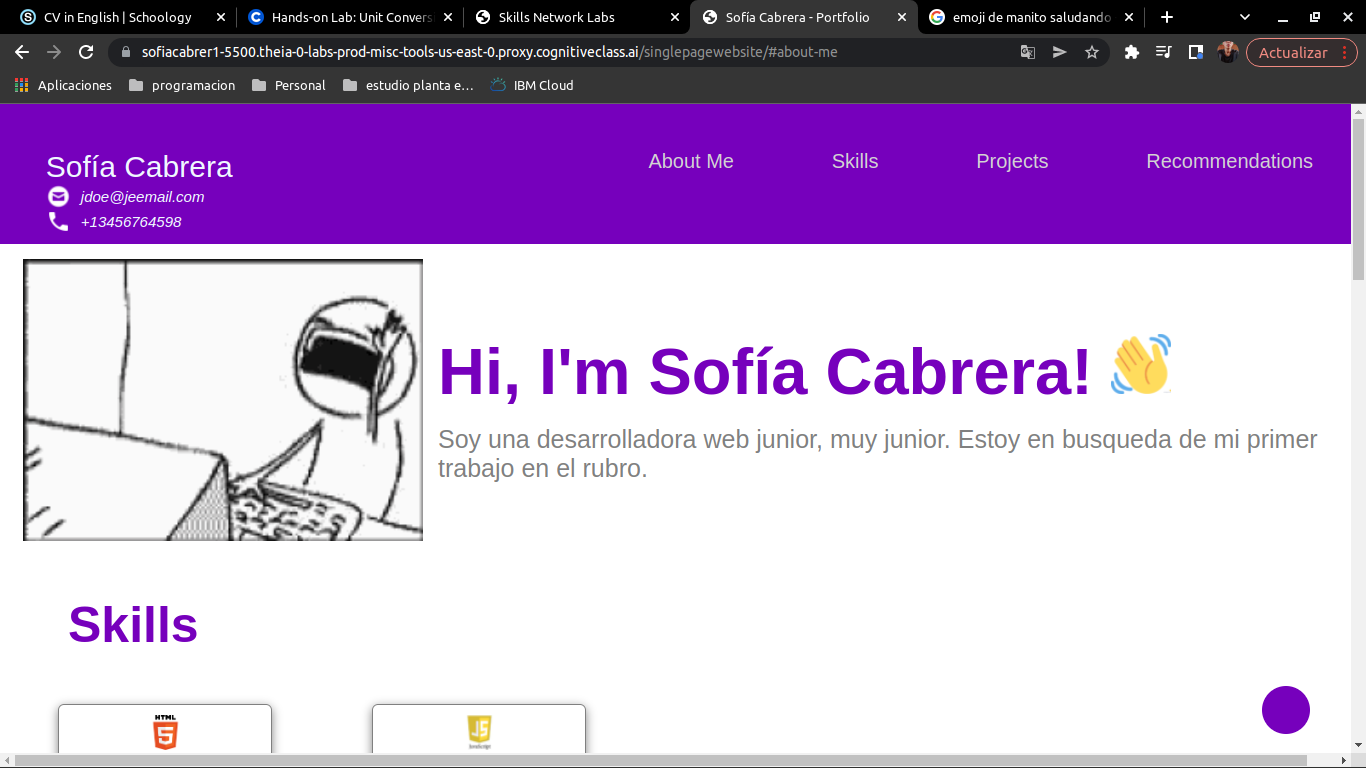 CV in English | Schoology
Hands-on Lab: Unit Convers
Skills Network Labs
Sofía Cabrera - Portfolio
emoji de manito saludando
sofiacabrer1-5500.theia-0-labs-prod-misc-tools-us-east-0.proxy.cognitiveclass.ai/singlepagewebsite/#about-me
Actualizar
Aplicaciones
programacion
Personal
estudio planta e...
IBM Cloud
Sofía Cabrera
jdoe@jeemail.com
+13456764598
About Me
Skills
Projects
Recommendations
Hi, I'm Sofía Cabrera!
Soy una desarrolladora web junior, muy junior. Estoy en busqueda de mi primer
trabajo en el rubro.
Skills
HTML
5
JS
JavaScript